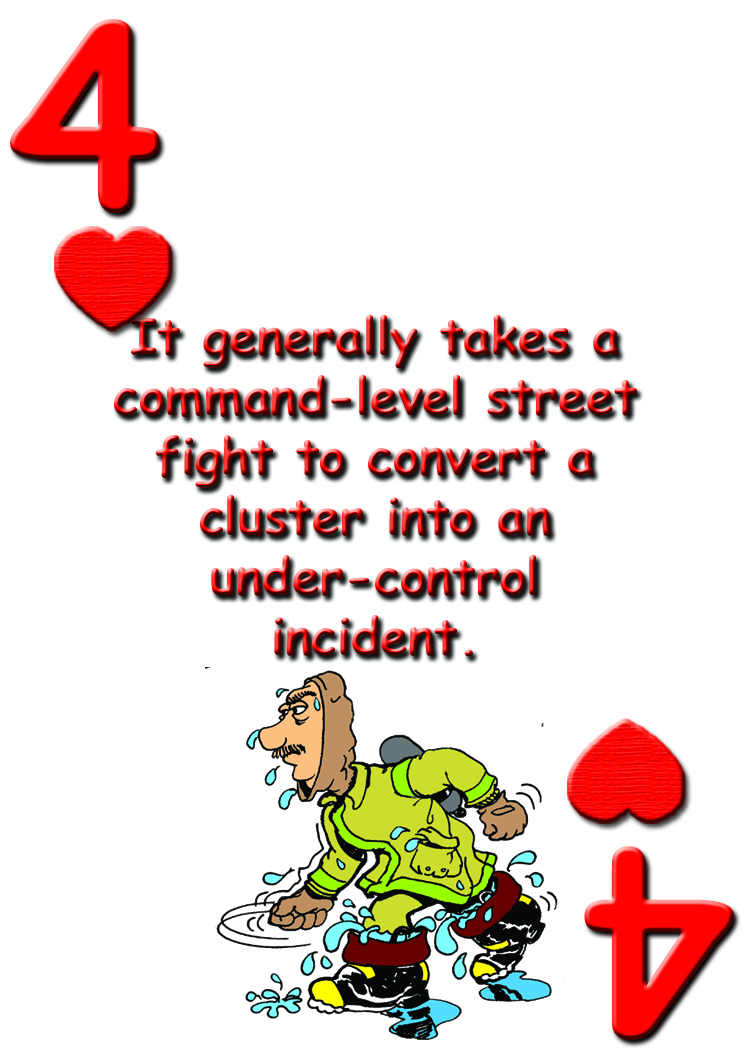 4
It generally takes a
command-level street
fight to convert a
cluster into an
under-control
incident.
4